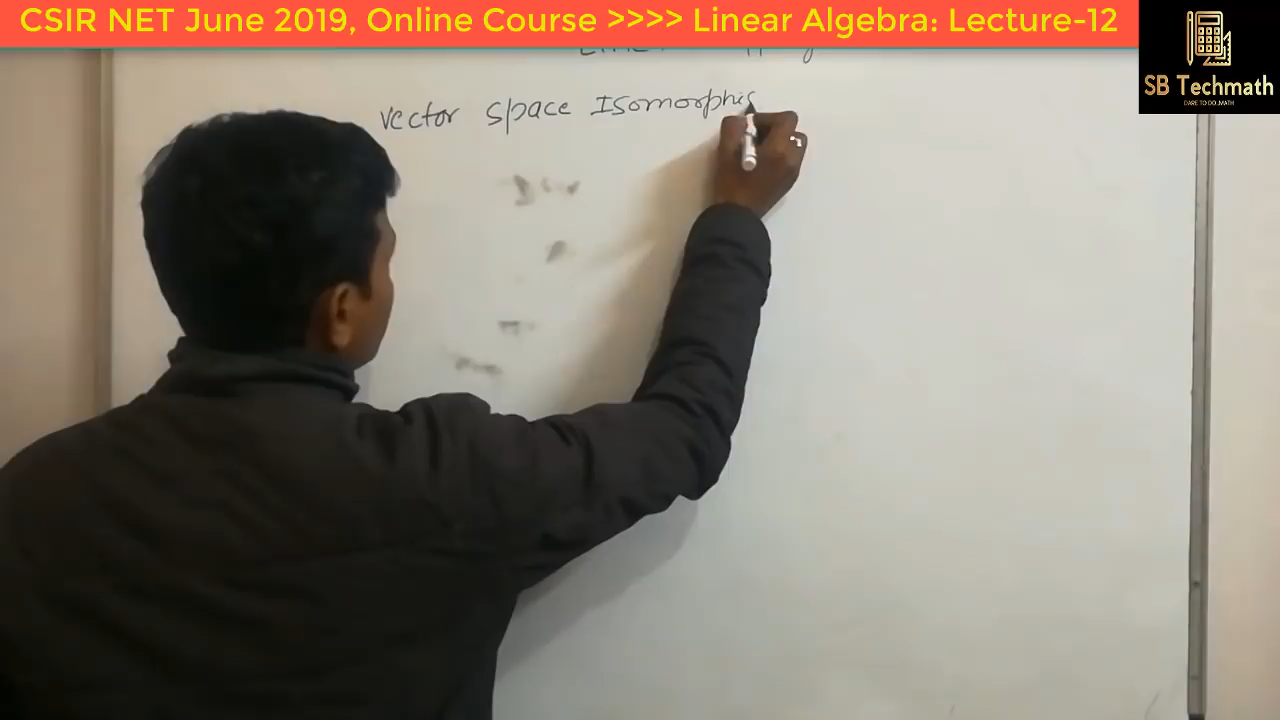 CSIR NET June 2019, Online Course >>>> Linear Algebra: Lecture-12
SB Techmath
DARE TO DO..MATH
vector space Isomorphis